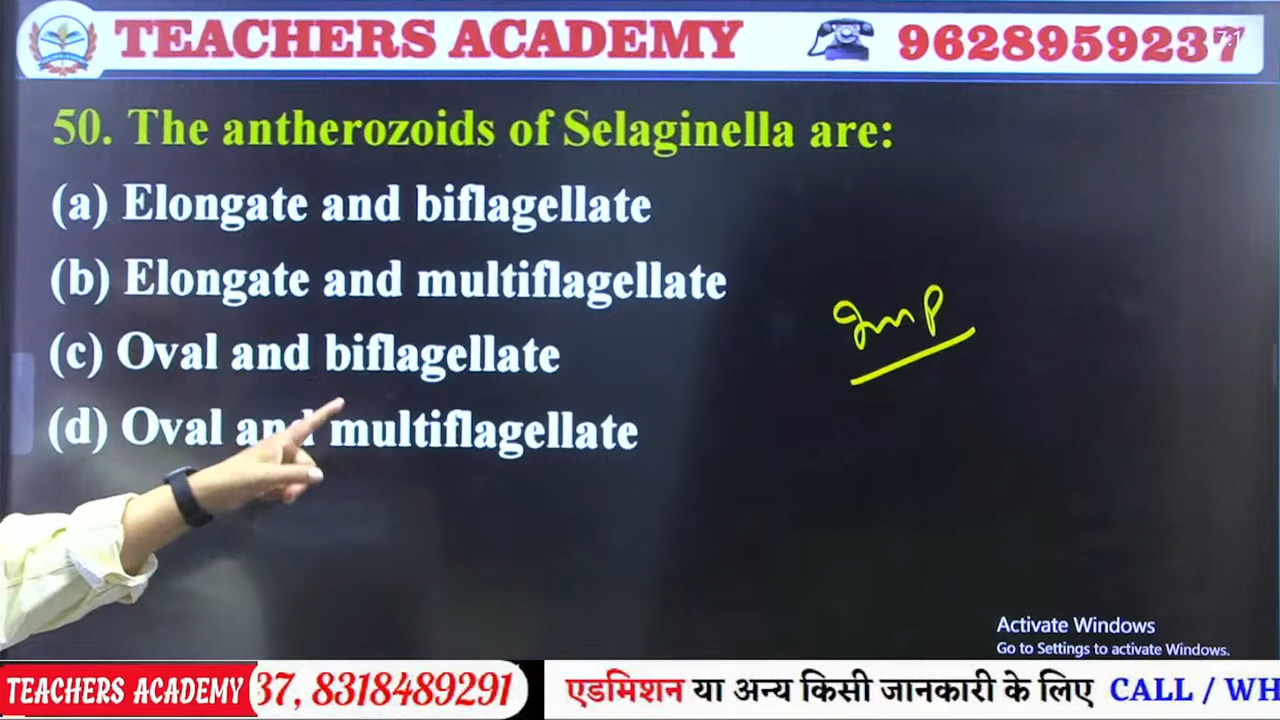 TEACHERS ACADEMY 9628959237
50. The antherozoids of Selaginella are:
(a) Elongate and biflagellate
(b) Elongate and multiflagellate
(c) Oval and biflagellate
(d) Oval and multiflagellate
Imp
Activate Windows
Go to Settings to activate Windows.
TEACHERS ACADEMY 37, 8318489291 एडमिशन या अन्य किसी जानकारी के लिए CALL / WH